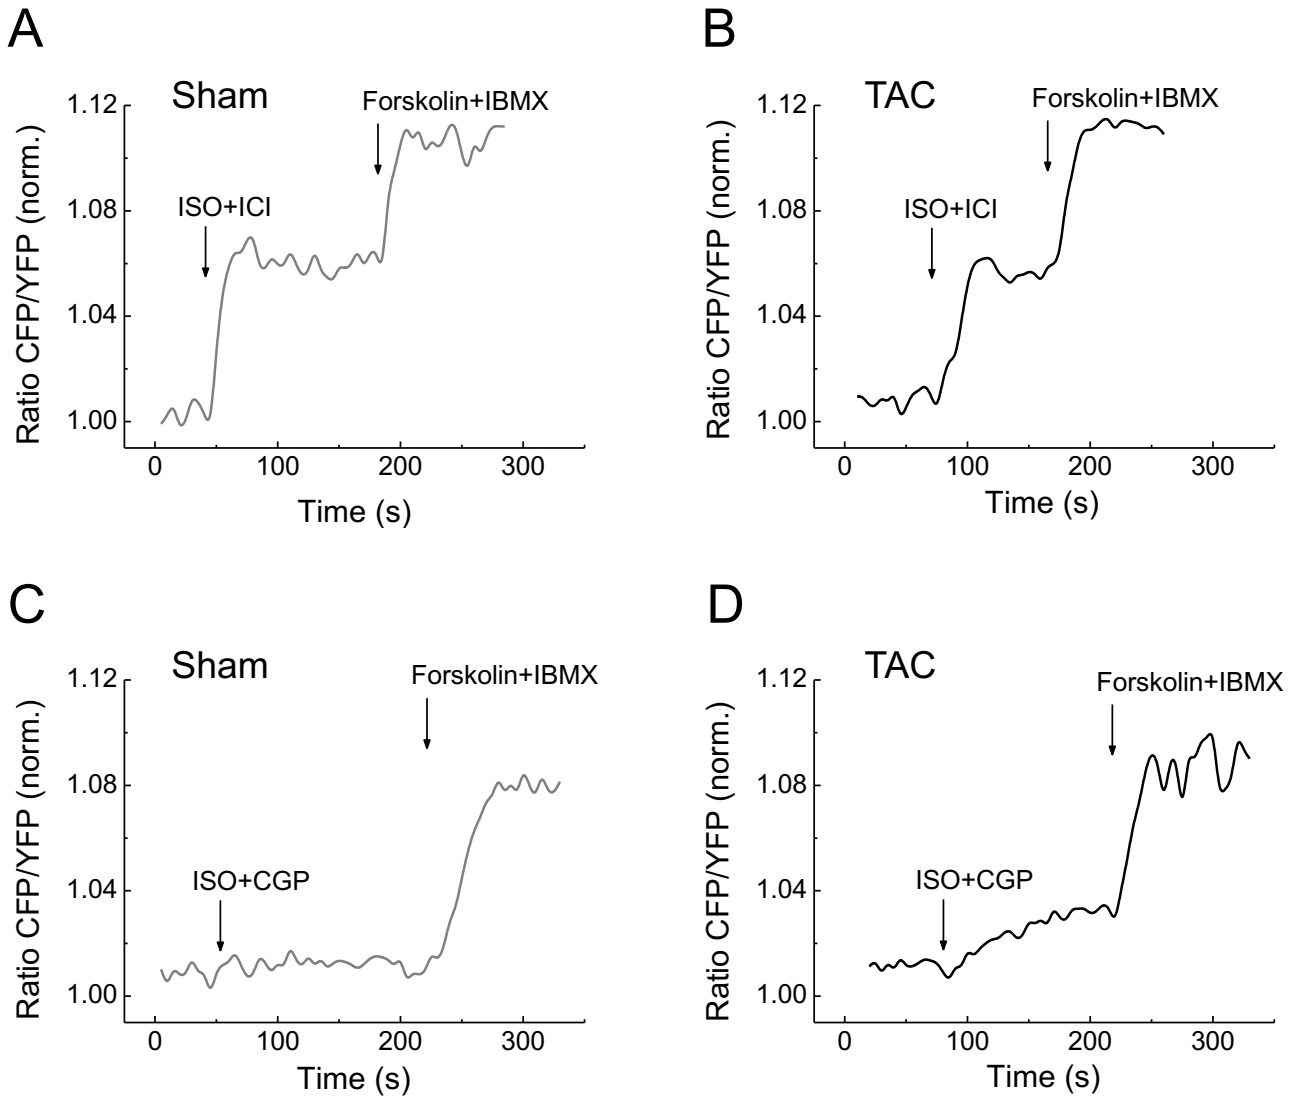 A
Sham
Forskolin+IBMX
ISO+ICI
1.12
1.08
1.04
1.00
Ratio CFP/YFP (norm.)
0 100 200 300
Time (s)
B
TAC
Forskolin+IBMX
ISO+ICI
1.12
1.08
1.04
1.00
Ratio CFP/YFP (norm.)
0 100 200 300
Time (s)
C
Sham
Forskolin+IBMX
ISO+CGP
1.12
1.08
1.04
1.00
Ratio CFP/YFP (norm.)
0 100 200 300
Time (s)
D
TAC
Forskolin+IBMX
ISO+CGP
1.12
1.08
1.04
1.00
Ratio CFP/YFP (norm.)
0 100 200 300
Time (s)